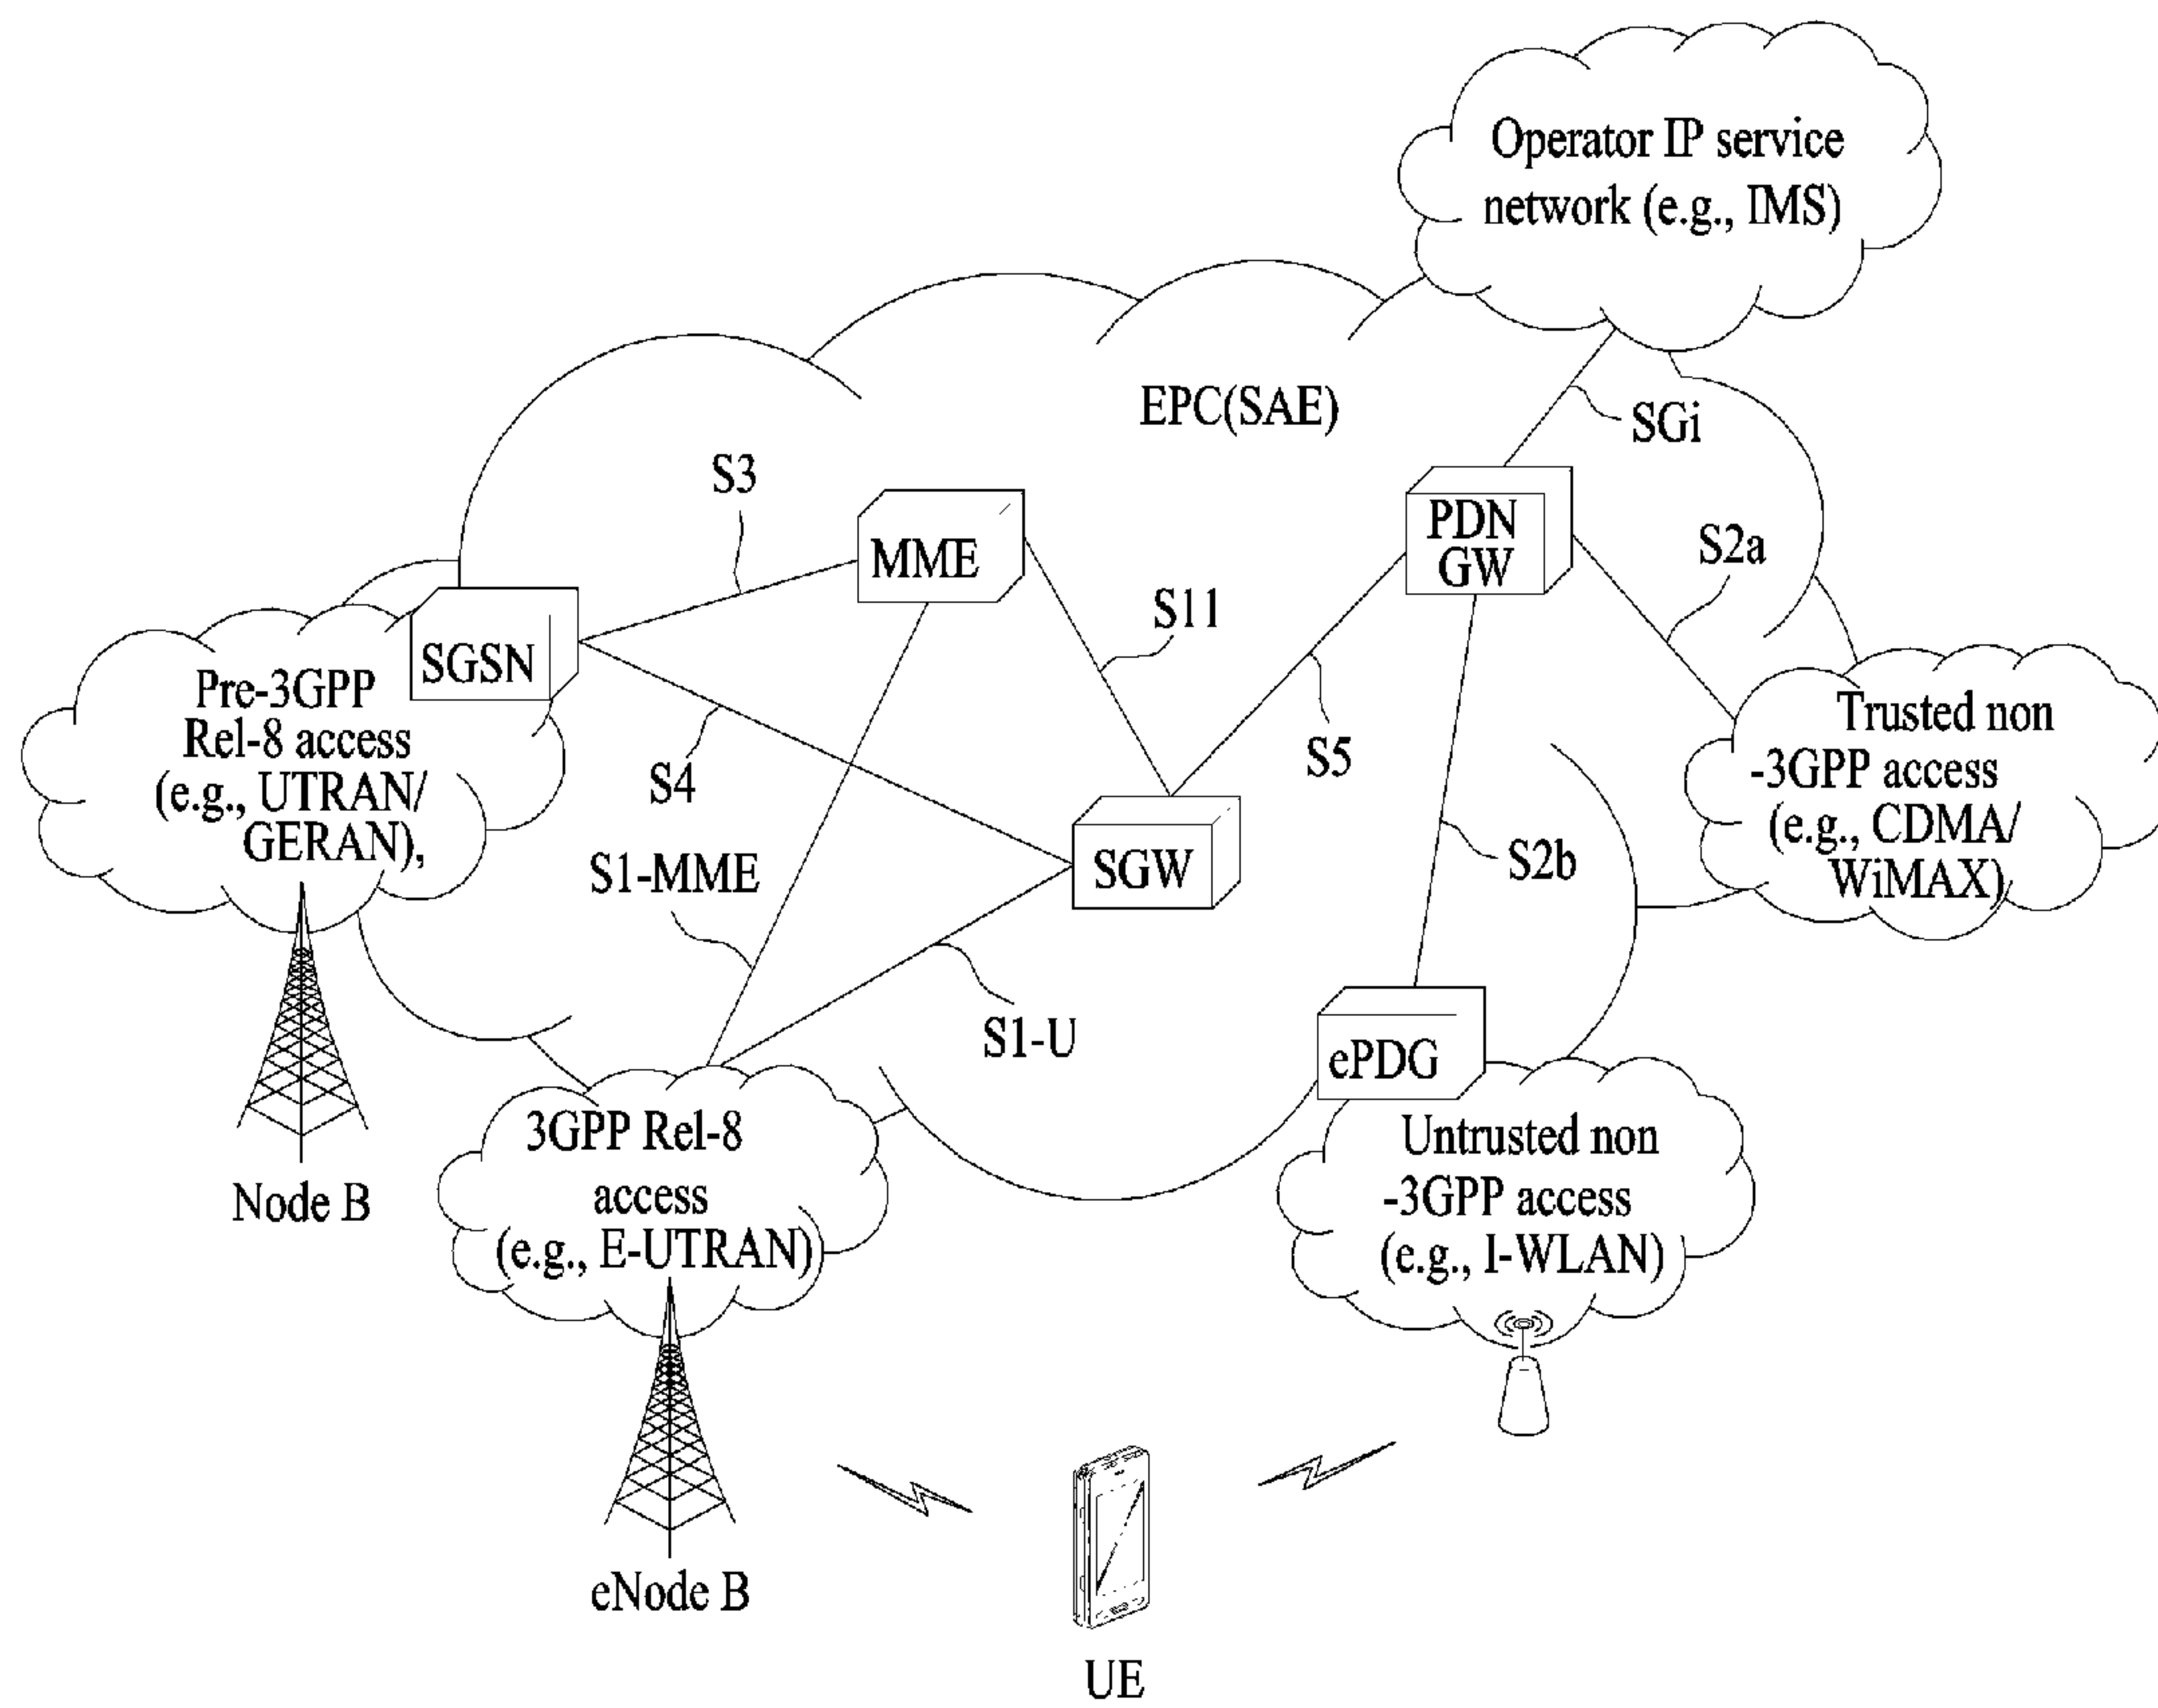 Operator IP service
network (e.g., IMS)
EPC(SAE)
SGi
S3
MME
PDN
GW
S2a
S11
SGSN
Pre-3GPP
Rel-8 access
(e.g., UTRAN/
GERAN),
S4
S5
Trusted non
-3GPP access
(e.g., CDMA/
WiMAX)
S1-MME
SGW
S2b
S1-U
ePDG
3GPP Rel-8
access
(e.g., E-UTRAN)
Untrusted non
-3GPP access
(e.g., I-WLAN)
Node B
eNode B
UE